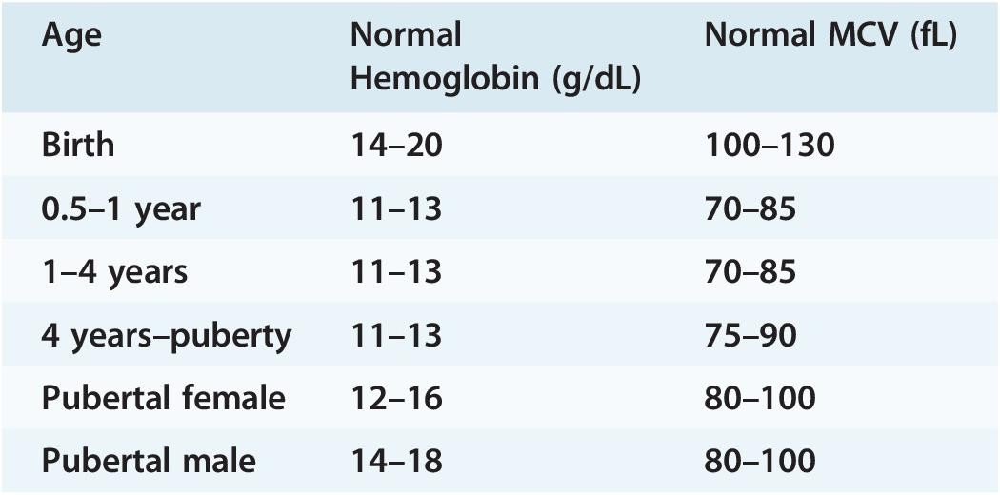 Age Normal Hemoglobin (g/dL) Normal MCV (fL)
Birth 14–20 100–130
0.5–1 year 11–13 70–85
1–4 years 11–13 70–85
4 years–puberty 11–13 75–90
Pubertal female 12–16 80–100
Pubertal male 14–18 80–100